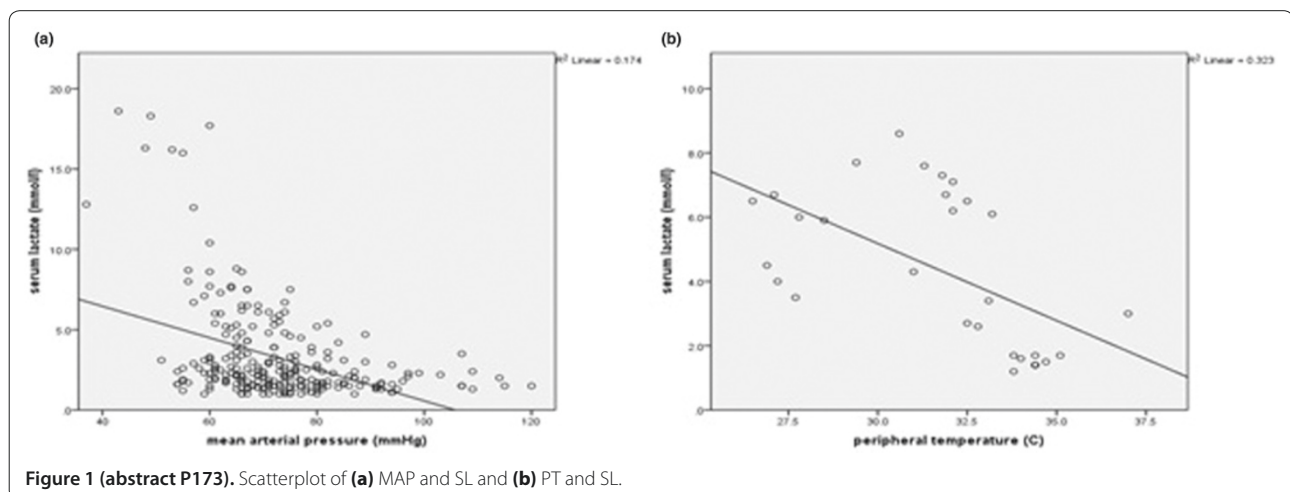 (a)
R² Linear = 0.174
20.0
15.0
10.0
5.0
.0
serum lactate (mmol/l)
40 60 80 100 120
mean arterial pressure (mmHg)
(b)
R² Linear = 0.323
10.0
8.0
6.0
4.0
2.0
.0
serum lactate (mmol/l)
27.5 30.0 32.5 35.0 37.5
peripheral temperature (C)
Figure 1 (abstract P173). Scatterplot of (a) MAP and SL and (b) PT and SL.